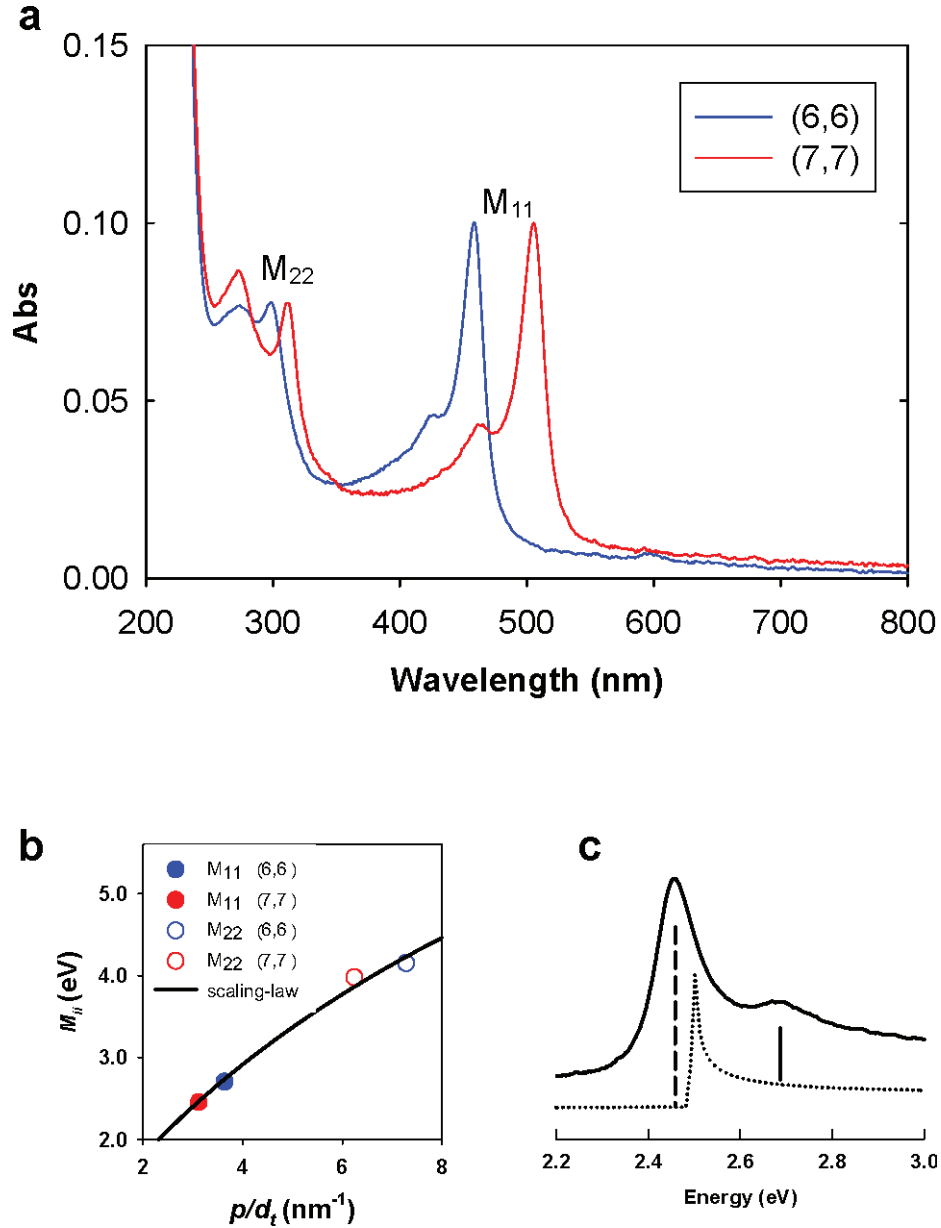 a
0.15
0.10
0.05
0.00
Abs
(6,6)
(7,7)
M22
M11
200 300 400 500 600 700 800
Wavelength (nm)
b
M11 (6,6)
M11 (7,7)
M22 (6,6)
M22 (7,7)
scaling-law
5.0
4.0
3.0
2.0
Mii (eV)
2 4 6 8
p/dt (nm-1)
c
2.2 2.4 2.6 2.8 3.0
Energy (eV)